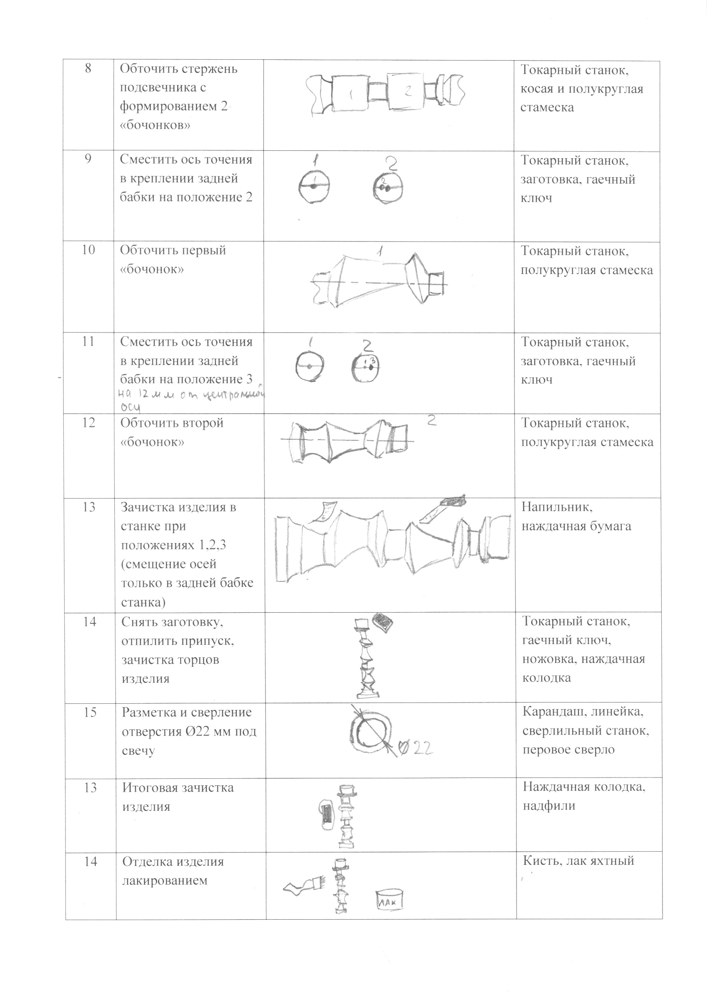 8
Обточить стержень
подсвечника с
формированием 2
«бочонков»
1
2
Токарный станок,
косая и полукруглая
стамеска
9
Сместить ось точения
в креплении задней
бабки на положение 2
1
2
1
2
Токарный станок,
заготовка, гаечный
ключ
10
Обточить первый
«бочонок»
1
Токарный станок,
полукруглая стамеска
11
Сместить ось точения
в креплении задней
бабки на положение 3
на 12 мм от центральной
оси
1
2
1 3
Токарный станок,
заготовка, гаечный
ключ
12
Обточить второй
«бочонок»
2
Токарный станок,
полукруглая стамеска
13
Зачистка изделия в
станке при
положениях 1,2,3
(смещение осей
только в задней бабке
станка)
Напильник,
наждачная бумага
14
Снять заготовку,
отпилить припуск,
зачистка торцов
изделия
Токарный станок,
гаечный ключ,
ножовка, наждачная
колодка
15
Разметка и сверление
отверстия Ø22 мм под
свечу
Ø 22
Карандаш, линейка,
сверлильный станок,
перовое сверло
13
Итоговая зачистка
изделия
Наждачная колодка,
надфили
14
Отделка изделия
лакированием
ЛАК
Кисть, лак яхтный